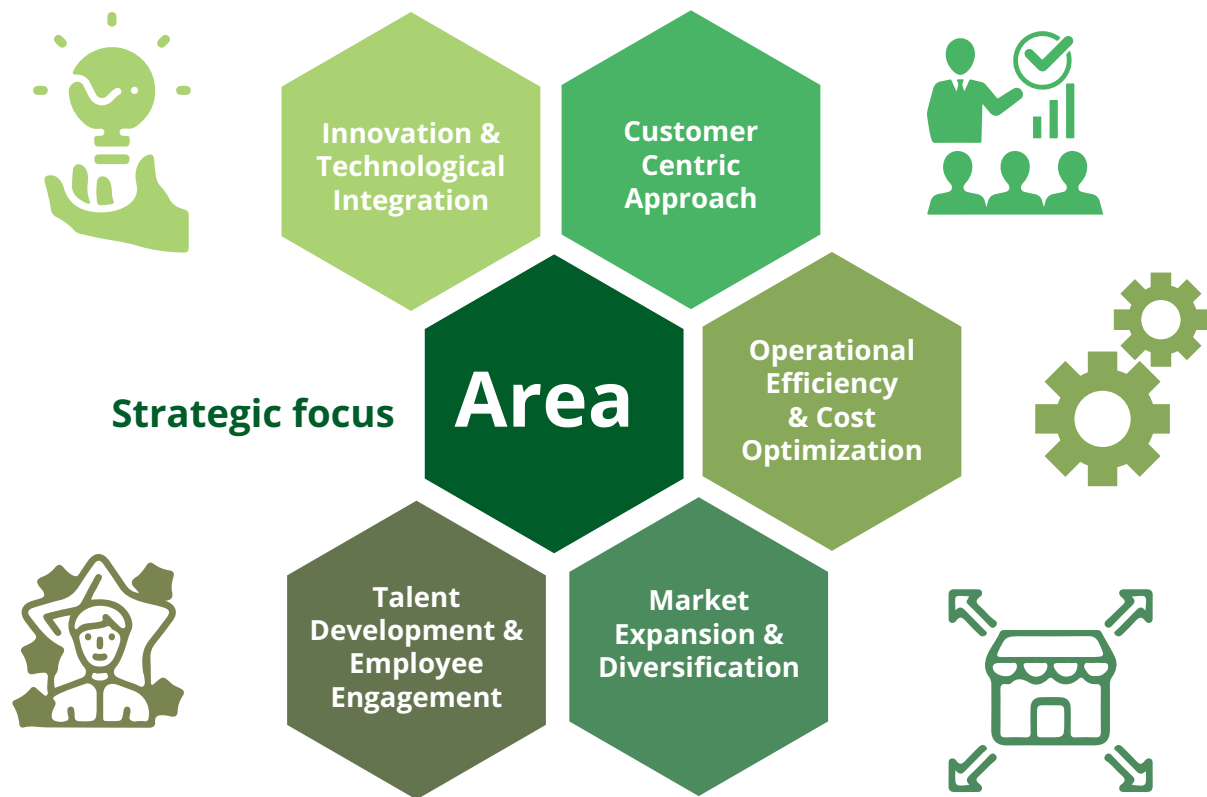 Innovation &
Technological
Integration
Customer
Centric
Approach
Strategic focus
Area
Operational
Efficiency
& Cost
Optimization
Talent
Development &
Employee
Engagement
Market
Expansion &
Diversification